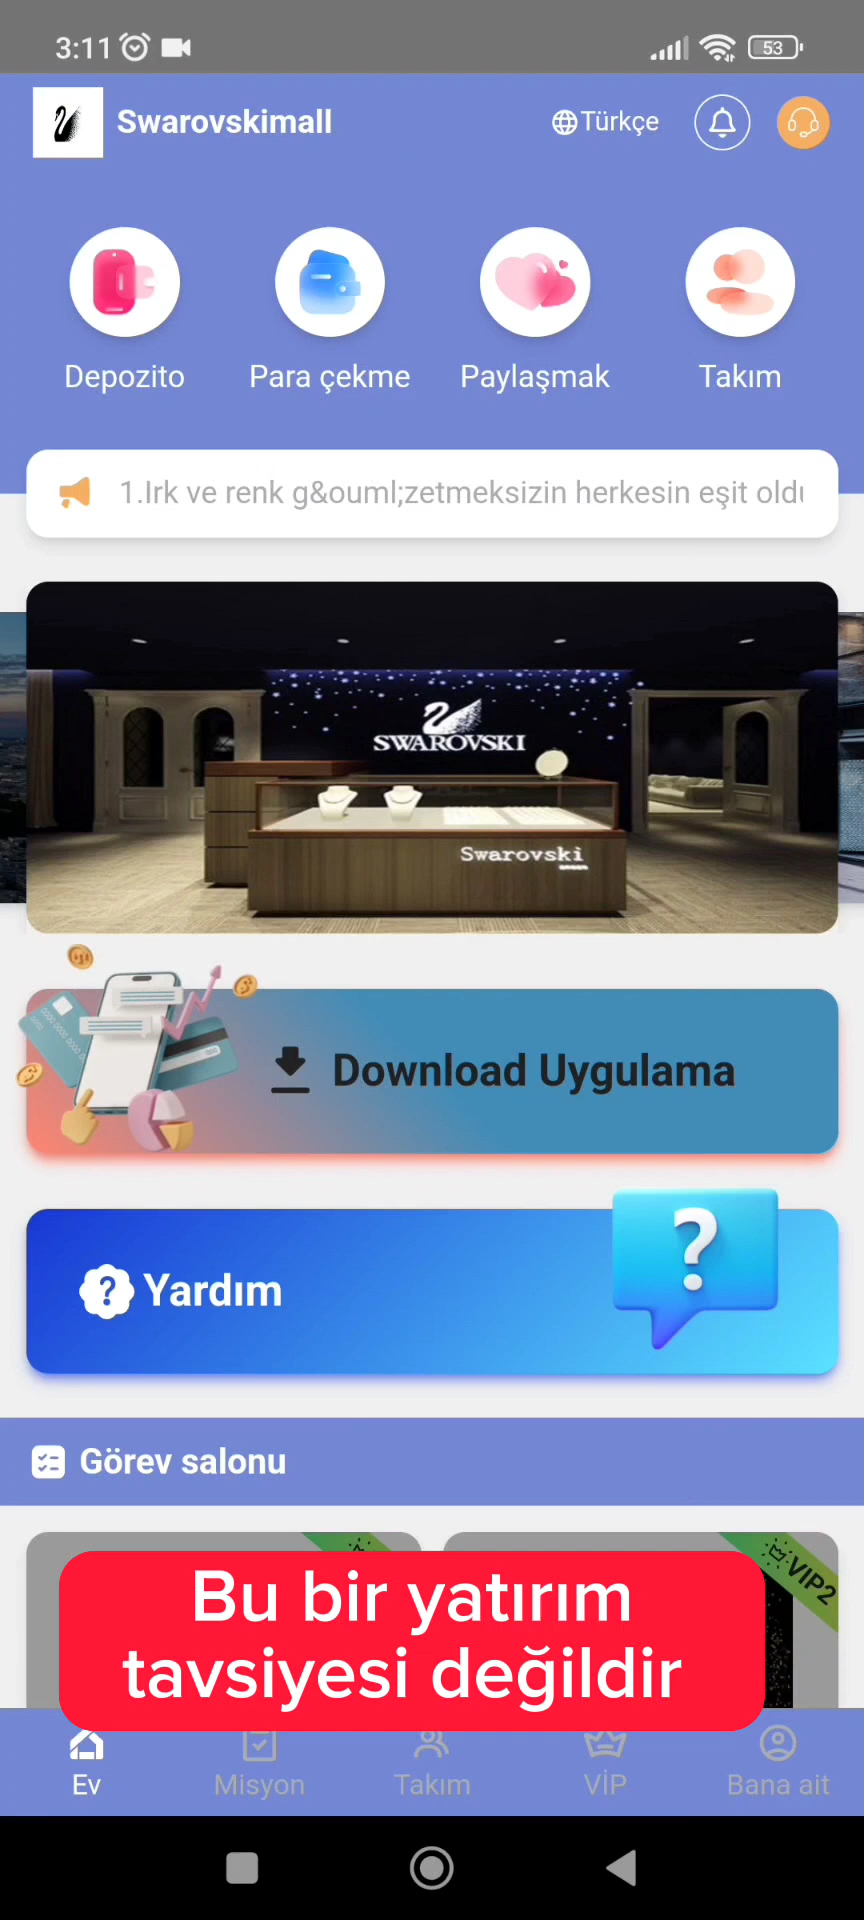 3:11
53
Swarovskimall
Türkçe
Depozito
Para çekme
Paylaşmak
Takım
1.Irk ve renk g&ouml;zetmeksizin herkesin eşit oldu
SWAROVSKI
Swarovski
Download Uygulama
? Yardım
?
Görev salonu
VIP2
Bu bir yatırım
tavsiyesi değildir
Ev
Misyon
Takım
VİP
Bana ait